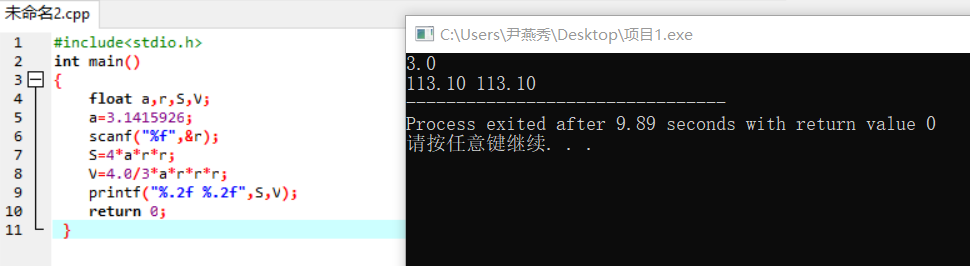 未命名2.cpp
1 #include<stdio.h>
2 int main()
3 {
4 float a,r,S,V;
5 a=3.1415926;
6 scanf("%f",&r);
7 S=4*a*r*r;
8 V=4.0/3*a*r*r*r;
9 printf("%.2f %.2f",S,V);
10 return 0;
11 }
C:\Users\尹燕秀\Desktop\项目1.exe
3.0
113.10 113.10
--------------------------------
Process exited after 9.89 seconds with return value 0
请按任意键继续. . .